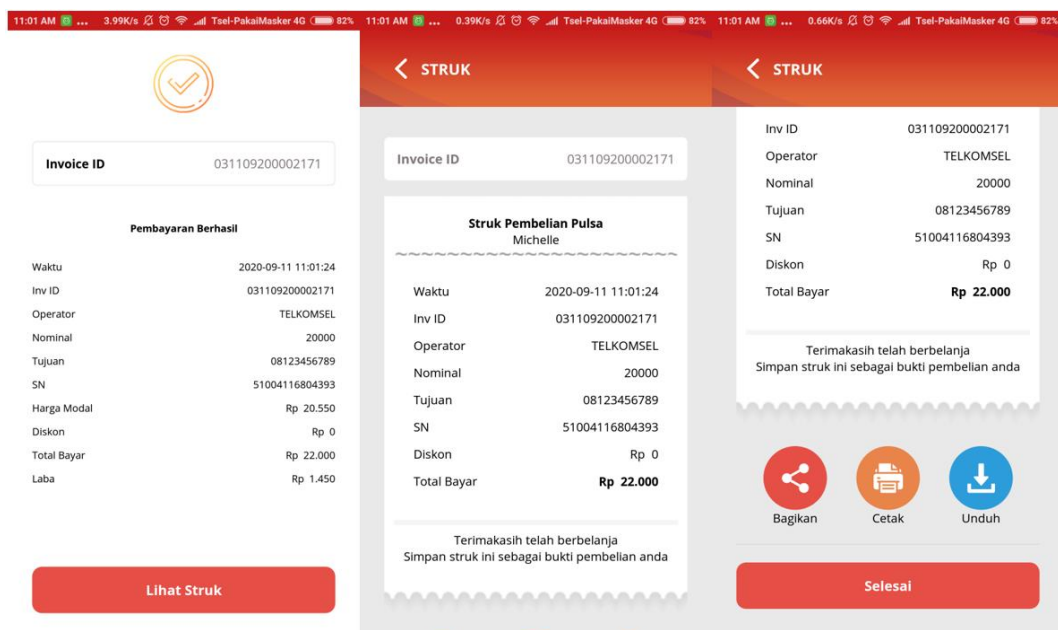 11:01 AM ... 3.99K/s Tsel-PakaiMasker 4G 82%
Invoice ID 031109200002171
Pembayaran Berhasil
Waktu 2020-09-11 11:01:24
Inv ID 031109200002171
Operator TELKOMSEL
Nominal 20000
Tujuan 08123456789
SN 51004116804393
Harga Modal Rp 20.550
Diskon Rp 0
Total Bayar Rp 22.000
Laba Rp 1.450
Lihat Struk
11:01 AM ... 0.39K/s Tsel-PakaiMasker 4G 82%
STRUK
Invoice ID 031109200002171
Struk Pembelian Pulsa
Michelle
~~~~~~~~~~~~~~~~~~~~~~~~~~
Waktu 2020-09-11 11:01:24
Inv ID 031109200002171
Operator TELKOMSEL
Nominal 20000
Tujuan 08123456789
SN 51004116804393
Diskon Rp 0
Total Bayar Rp 22.000
Terimakasih telah berbelanja
Simpan struk ini sebagai bukti pembelian anda
11:01 AM ... 0.66K/s Tsel-PakaiMasker 4G 82%
STRUK
Inv ID 031109200002171
Operator TELKOMSEL
Nominal 20000
Tujuan 08123456789
SN 51004116804393
Diskon Rp 0
Total Bayar Rp 22.000
Terimakasih telah berbelanja
Simpan struk ini sebagai bukti pembelian anda
Bagikan Cetak Unduh
Selesai